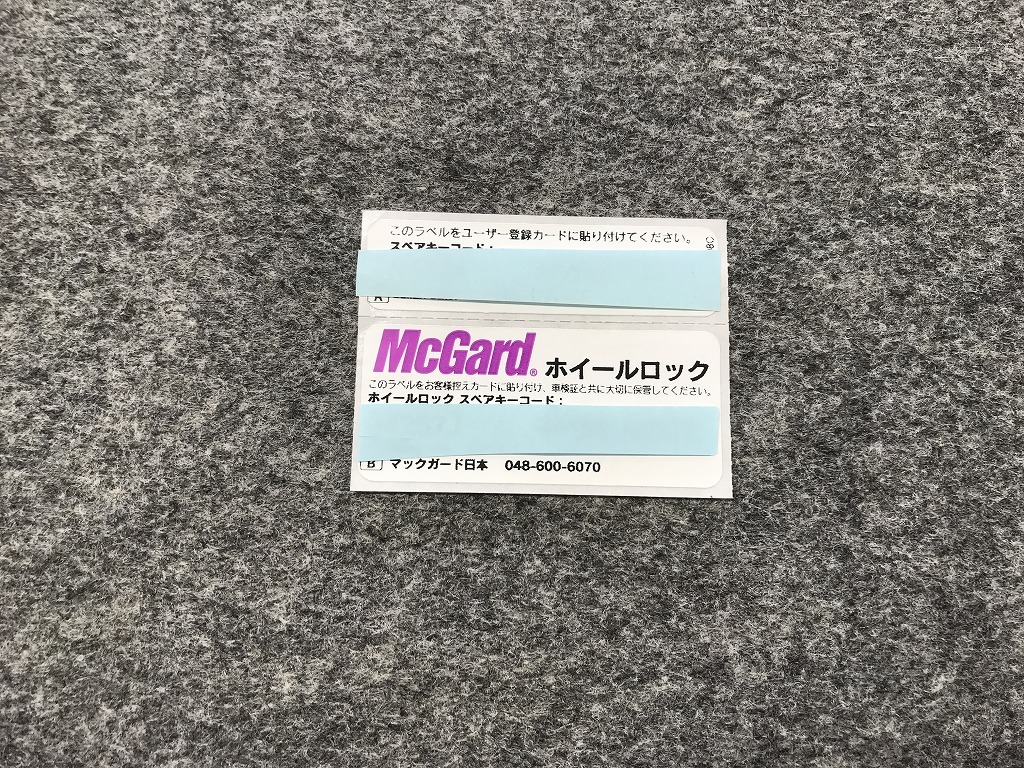 このラベルをユーザー登録カードに貼り付けてください。
スペアキーコード：
A
McGard® ホイールロック
このラベルをお客様控えカードに貼り付け、車検証と共に大切に保管してください。
ホイールロック スペアキーコード：
B マックガード日本 048-600-6070